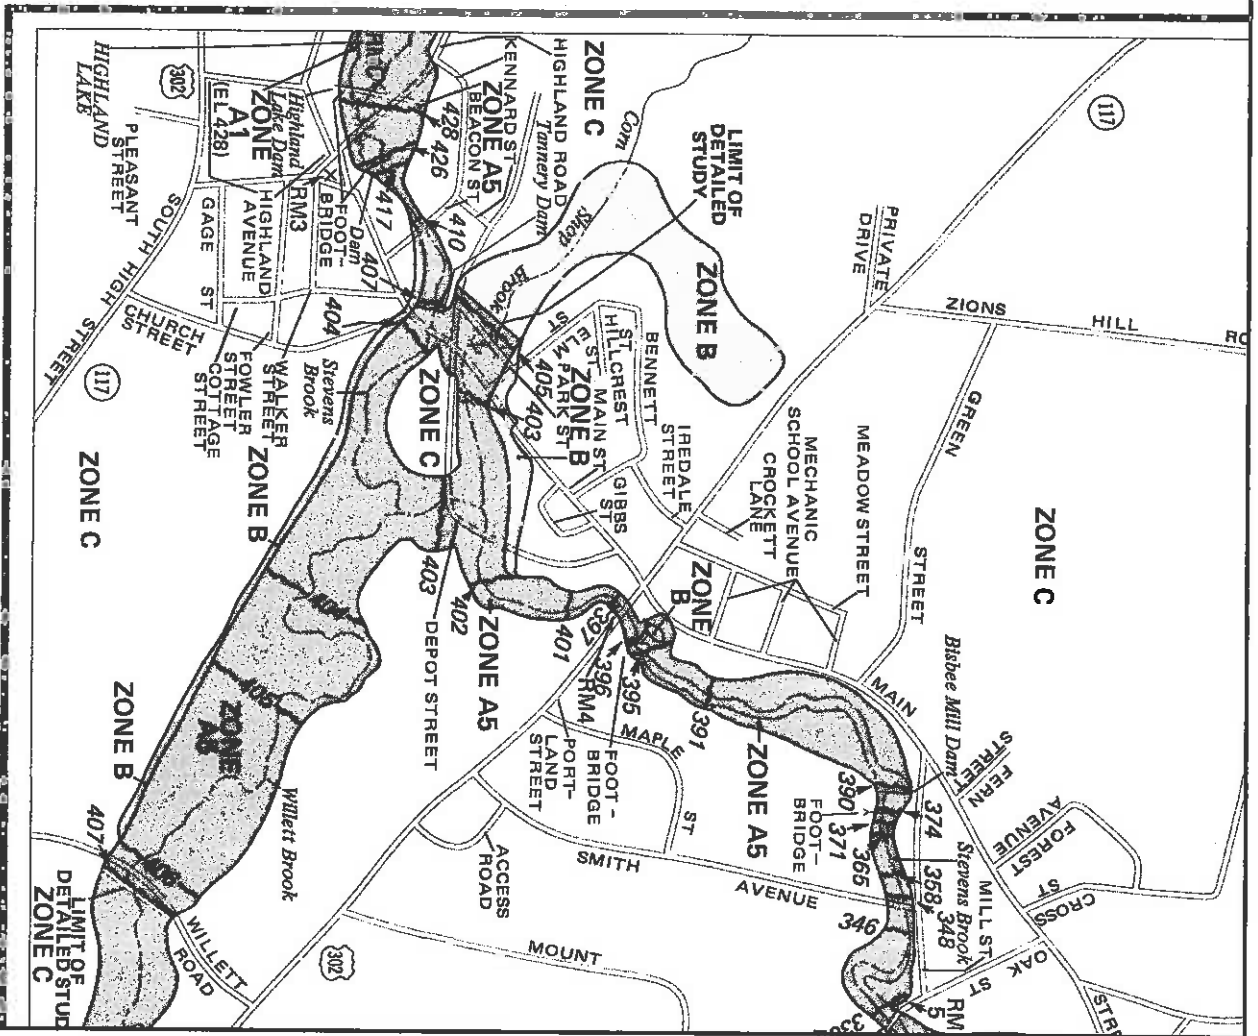 HIGHLAND
LAKE
302
PLEASANT
STREET
ZONE
A1
(EL 428)
Highland
Lake Dam
HIGHLAND
AVENUE
RM3
FOOT-
BRIDGE
Dam
GAGE
ST
SOUTH HIGH
STREET
CHURCH
STREET
117
COTTAGE
STREET
FOWLER
STREET
WALKER
STREET
Stevens
Brook
404
407
410
417
426
428
KENNARD ST
BEACON ST
ZONE A5
HIGHLAND ROAD
Tannery Dam
ZONE C
Corn
Shop
Brook
LIMIT OF
DETAILED
STUDY
ZONE B
117
PRIVATE
DRIVE
ZIONS
HILL
RO
GREEN
STREET
ZONE C
MEADOW STREET
MECHANIC
SCHOOL AVENUE
CROCKETT
LANE
IREDALE
STREET
BENNETT
HILLCREST
ST
MAIN ST
ELM
ST
PARK ST
ZONE B
405
403
GIBBS
ST
ZONE C
ZONE B
ZONE C
403
402
DEPOT STREET
ZONE A5
401
397
396
RM4
395
FOOT-
BRIDGE
ZONE
B
391
PORT-
LAND
STREET
MAPLE
ST
ZONE A5
MAIN
STREET
Bisbee Mill Dam
FERN
AVENUE
FOREST
ST
CROSS
390
FOOT-
BRIDGE
371
365
374
358
Stevens Brook
348
MILL ST
346
OAK
ST
RM
5
SMITH
AVENUE
ACCESS
ROAD
MOUNT
302
WILLETT
ROAD
Willett Brook
404
405
ZONE
ZONE B
407
406
LIMIT OF
DETAILED STUD
ZONE C